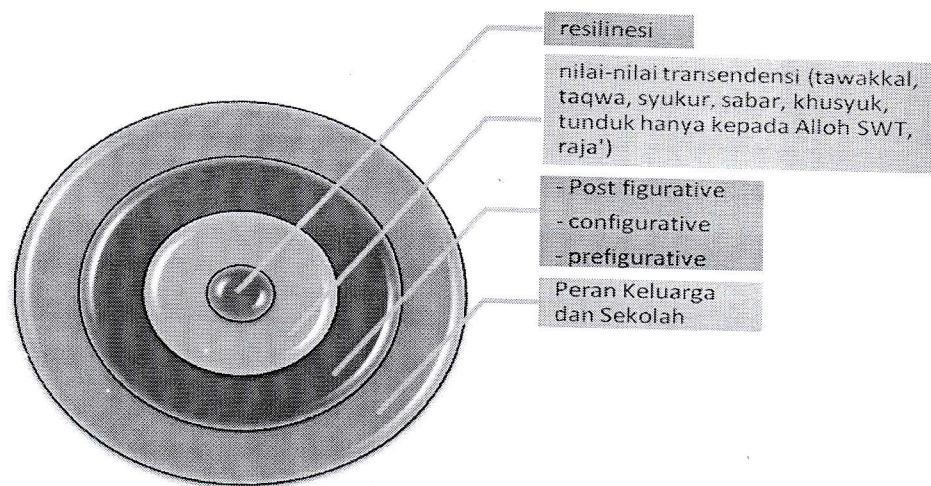 resilinesi
nilai-nilai transendensi (tawakkal,
taqwa, syukur, sabar, khusyuk,
tunduk hanya kepada Alloh SWT,
raja')
- Post figurative
- configurative
- prefigurative
Peran Keluarga
dan Sekolah